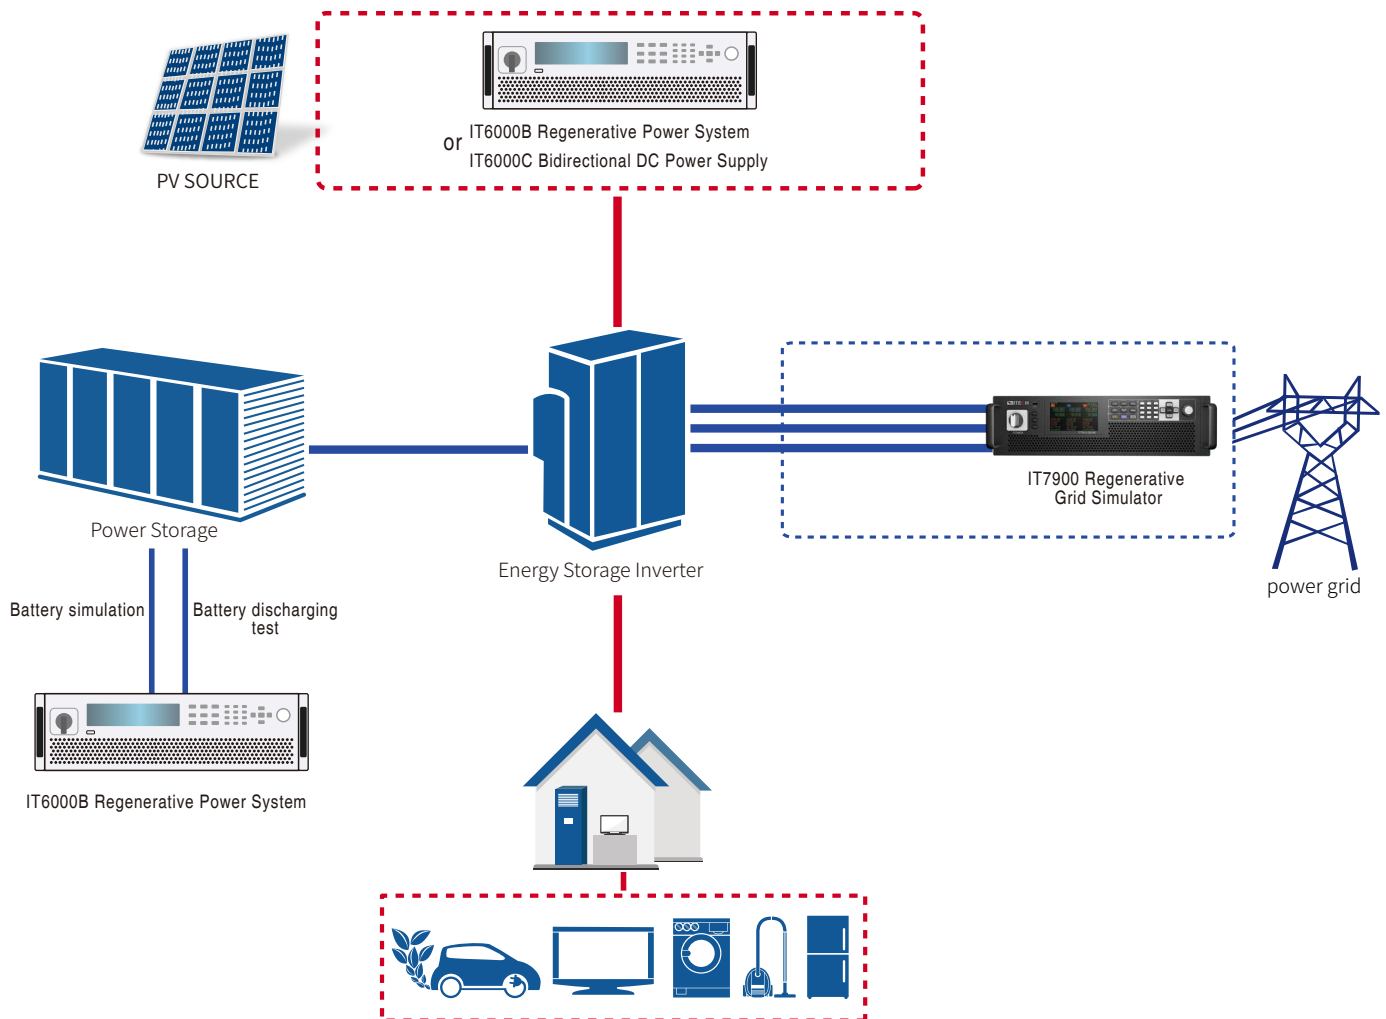 IT6000B Regenerative Power System
or
IT6000C Bidirectional DC Power Supply
PV SOURCE
IT7900 Regenerative
Grid Simulator
Power Storage
Energy Storage Inverter
power grid
Battery simulation
Battery discharging
test
IT6000B Regenerative Power System